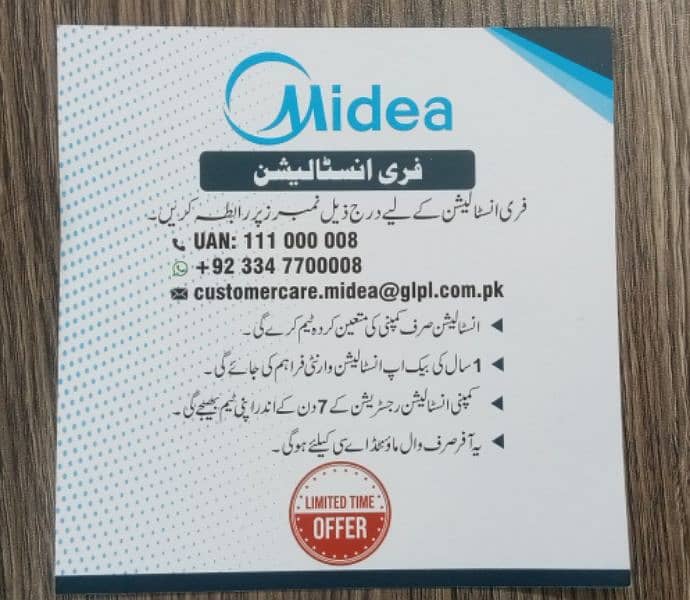 Midea
فری انسٹالیشن
فری انسٹالیشن کے لیے درج ذیل نمبرز پر رابطہ کریں۔
UAN: 111 000 008
+92 334 7700008
customercare.midea@glpl.com.pk
انسٹالیشن صرف کمپنی کی متعین کردہ ٹیم کرے گی۔
1 سال کی بیک اپ انسٹالیشن وارنٹی فراہم کی جائے گی۔
کمپنی انسٹالیشن رجسٹریشن کے 7 دن کے اندر اپنی ٹیم بھیجے گی۔
یہ آفر صرف وال ماؤنٹڈ اے سی کیلئے ہوگی۔
LIMITED TIME
OFFER